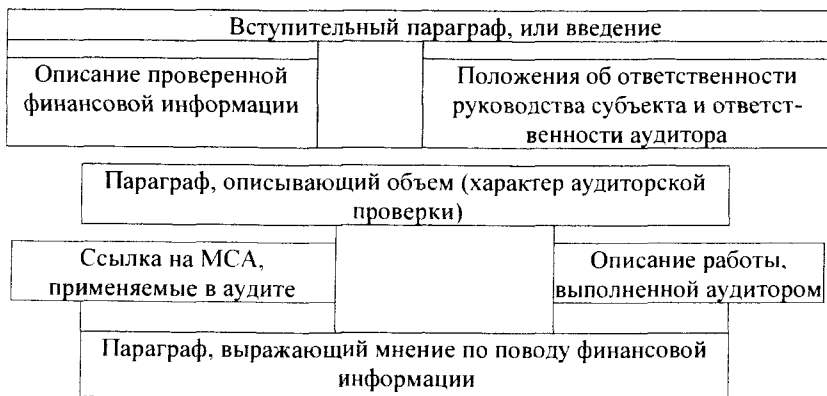 Вступительный параграф, или введение
Описание проверенной
финансовой информации
Положения об ответственности
руководства субъекта и ответст-
венности аудитора
Параграф, описывающий объем (характер аудиторской
проверки)
Ссылка на МСА,
применяемые в аудите
Описание работы,
выполненной аудитором
Параграф, выражающий мнение по поводу финансовой
информации